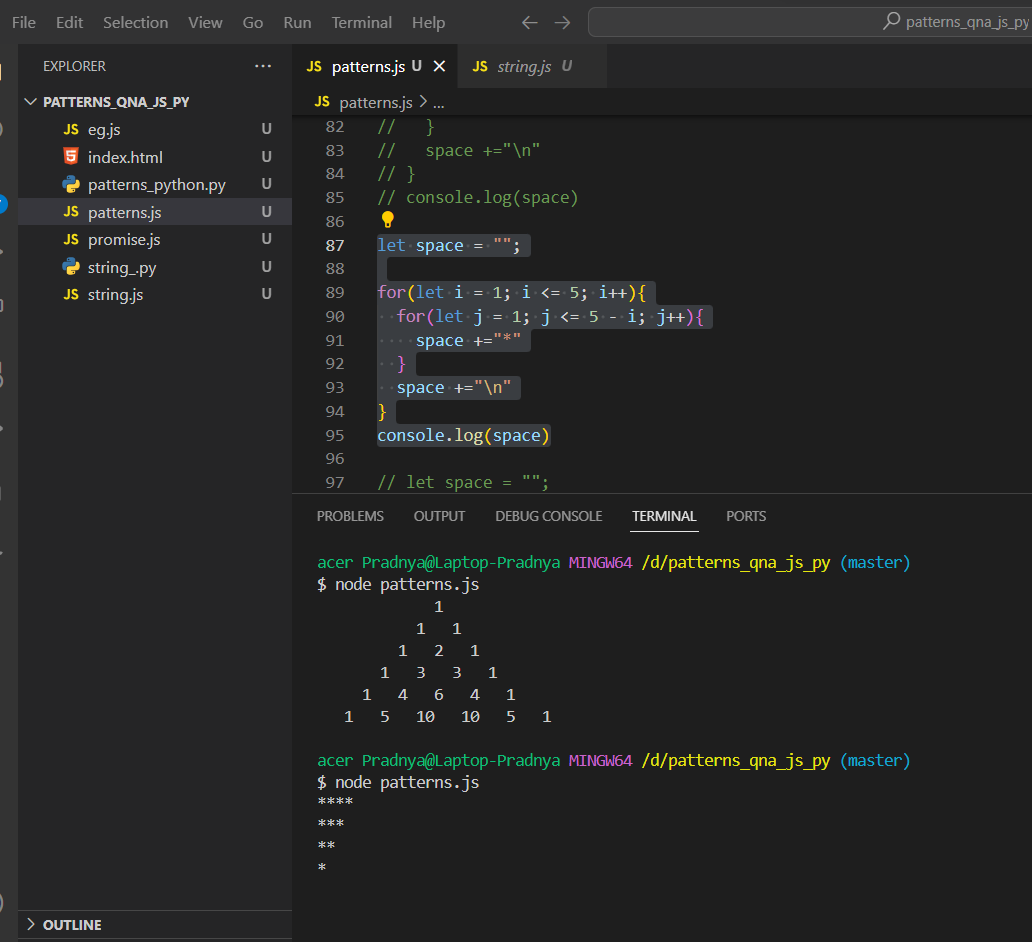 File Edit Selection View Go Run Terminal Help ← → patterns_qna_js_py
EXPLORER ...
PATTERNS_QNA_JS_PY
JS eg.js U
index.html U
patterns_python.py U
JS patterns.js U
JS promise.js U
string_.py U
JS string.js U
OUTLINE
JS patterns.js U × JS string.js U
JS patterns.js > ...
82 //   }
83 //   space +="\n"
84 // }
85 // console.log(space)
86
87 let space = "";
88
89 for(let i = 1; i <= 5; i++){
90   for(let j = 1; j <= 5 - i; j++){
91     space +="*"
92   }
93   space +="\n"
94 }
95 console.log(space)
96
97 // let space = "";
PROBLEMS OUTPUT DEBUG CONSOLE TERMINAL PORTS
acer Pradnya@Laptop-Pradnya MINGW64 /d/patterns_qna_js_py (master)
$ node patterns.js
             1
           1   1
         1   2   1
       1   3   3   1
     1   4   6   4   1
   1   5   10   10   5   1
acer Pradnya@Laptop-Pradnya MINGW64 /d/patterns_qna_js_py (master)
$ node patterns.js
****
***
**
*